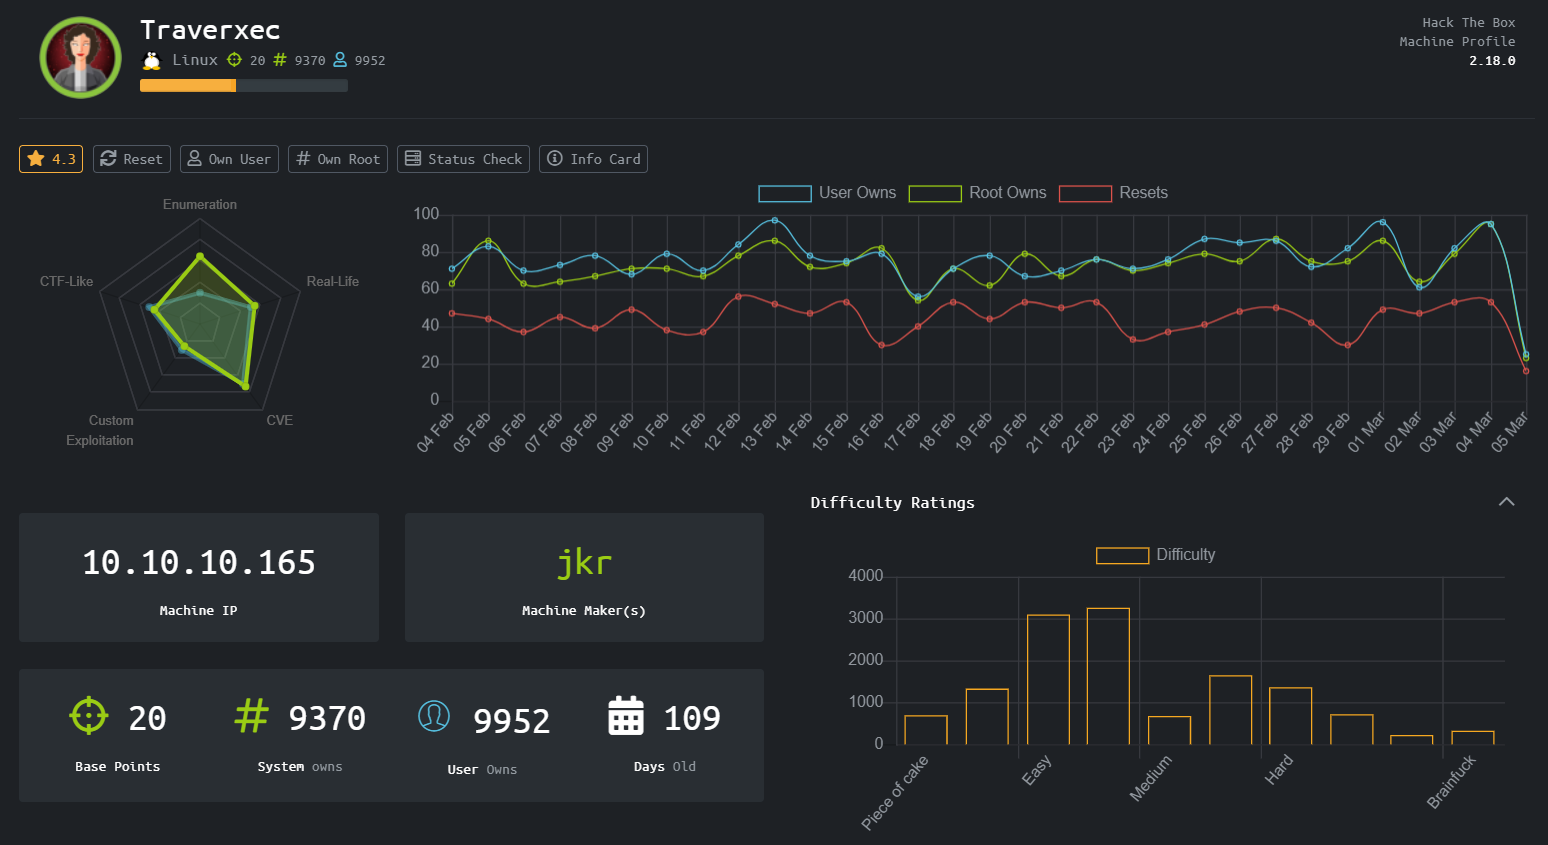 Traverxec
Linux 20 9370 9952
Hack The Box
Machine Profile
2.18.0
4.3 Reset Own User Own Root Status Check Info Card
Enumeration
Real-Life
CVE
Custom
Exploitation
CTF-Like
User Owns Root Owns Resets
100
80
60
40
20
0
04 Feb 05 Feb 06 Feb 07 Feb 08 Feb 09 Feb 10 Feb 11 Feb 12 Feb 13 Feb 14 Feb 15 Feb 16 Feb 17 Feb 18 Feb 19 Feb 20 Feb 21 Feb 22 Feb 23 Feb 24 Feb 25 Feb 26 Feb 27 Feb 28 Feb 29 Feb 01 Mar 02 Mar 03 Mar 04 Mar 05 Mar
10.10.10.165
Machine IP
jkr
Machine Maker(s)
20
Base Points
9370
System owns
9952
User Owns
109
Days Old
Difficulty Ratings
Difficulty
4000
3000
2000
1000
0
Piece of cake Easy Medium Hard Brainfuck